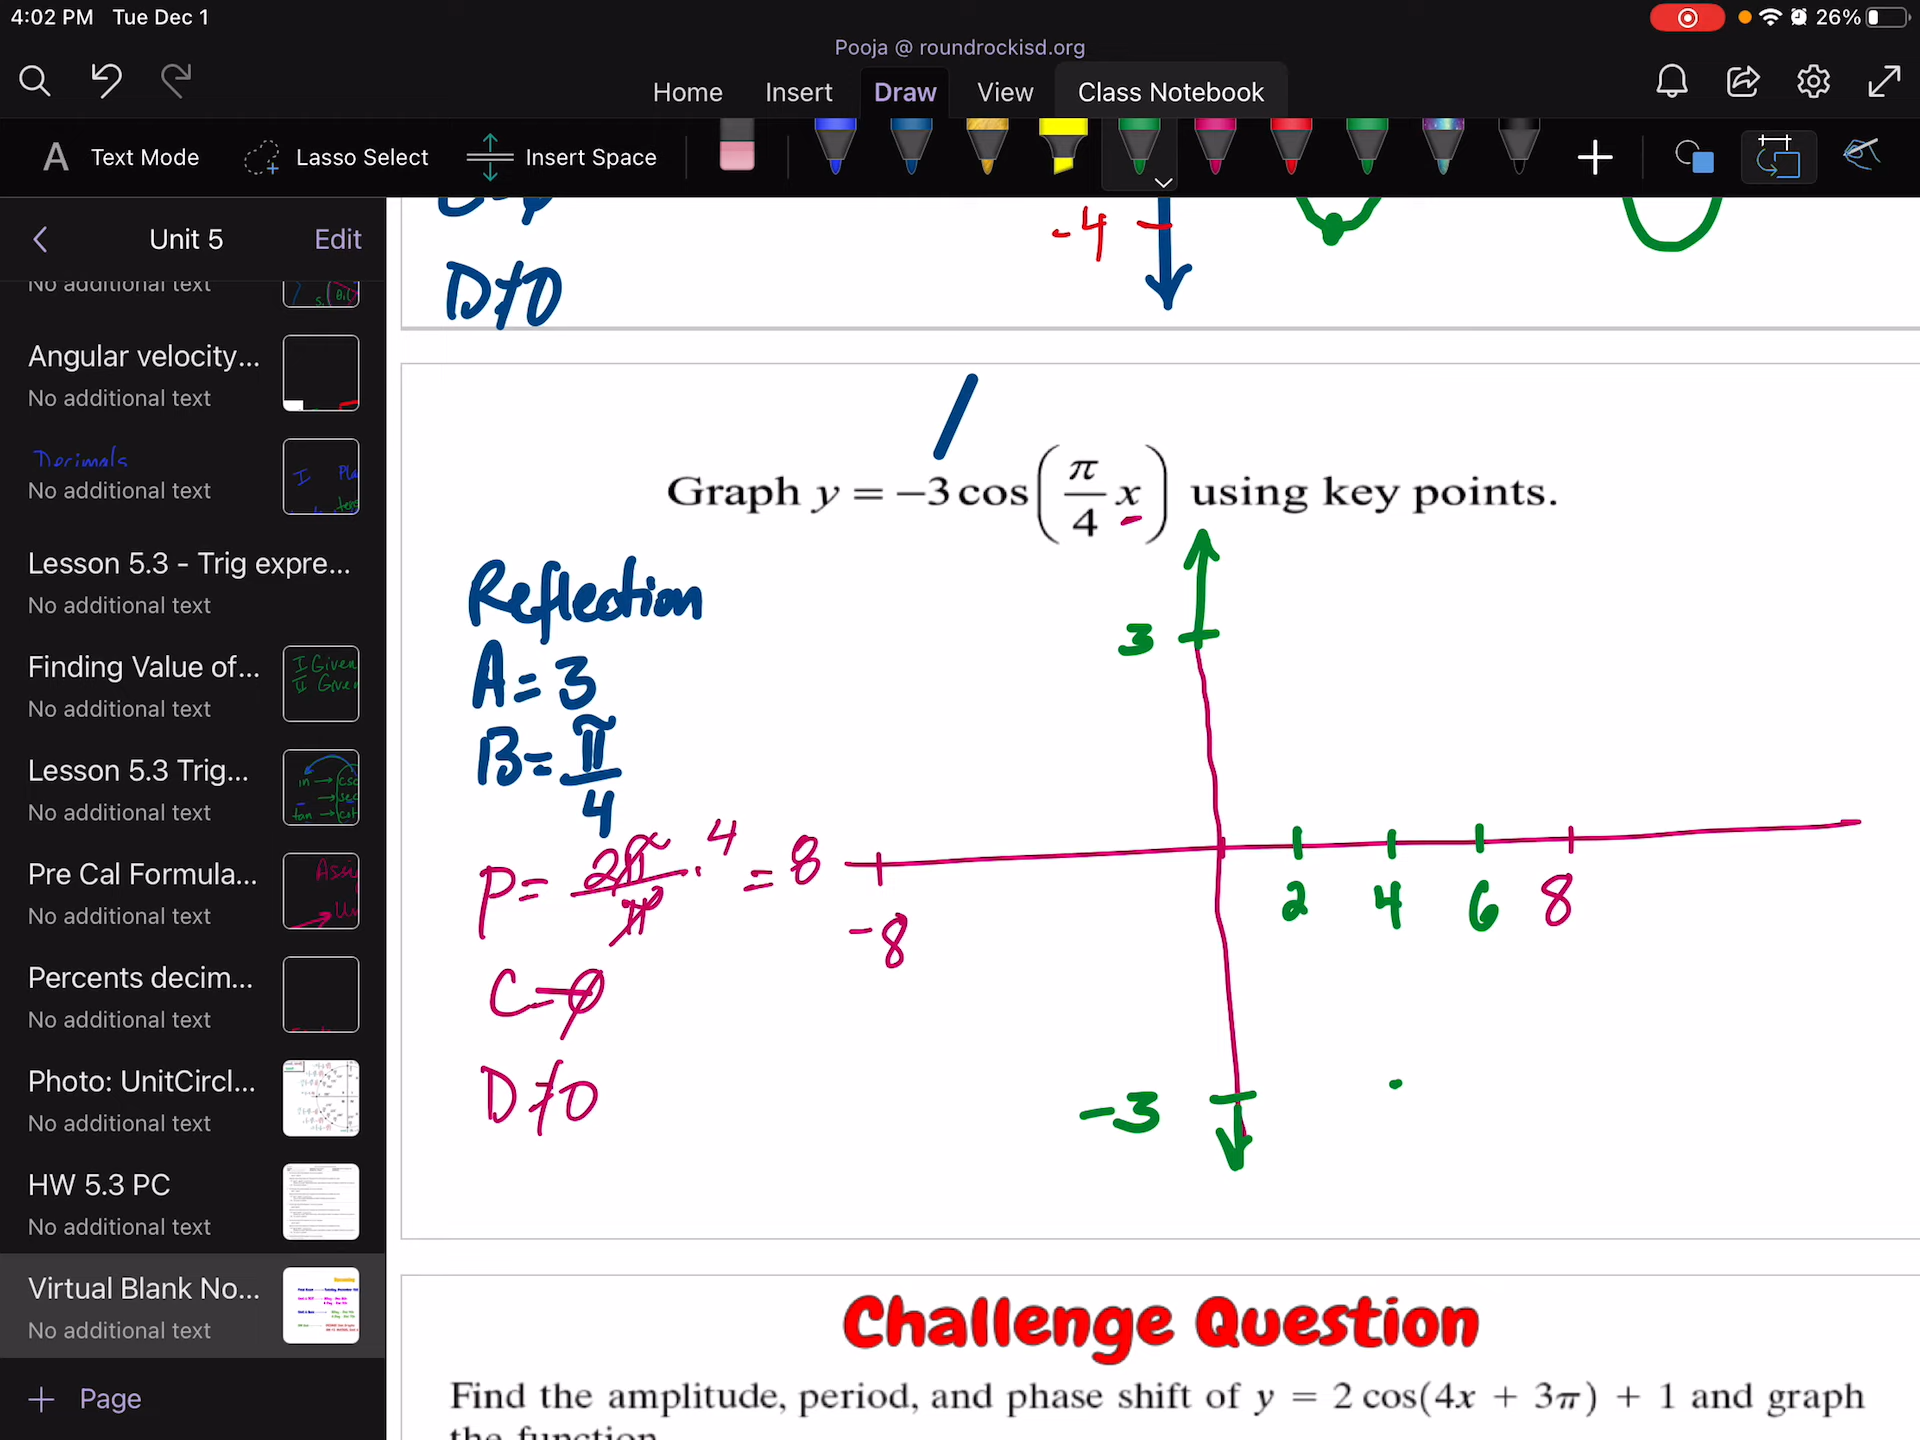 4:02 PM Tue Dec 1
26%
Pooja @ roundrockisd.org
Home Insert Draw View Class Notebook
A Text Mode Lasso Select Insert Space
Unit 5 Edit
No additional text
Angular velocity...
No additional text
Decimals
No additional text
Lesson 5.3 - Trig expre...
No additional text
Finding Value of...
No additional text
Lesson 5.3 Trig...
No additional text
Pre Cal Formula...
No additional text
Percents decim...
No additional text
Photo: UnitCircl...
No additional text
HW 5.3 PC
No additional text
Virtual Blank No...
No additional text
+ Page
-4
D≠0
Graph y = −3 cos(π/4 x) using key points.
Reflection
A = 3
B = π/4
P = 2π/π · 4 = 8
C=0
D≠0
3
-8 2 4 6 8
-3
Challenge Question
Find the amplitude, period, and phase shift of y = 2 cos(4x + 3π) + 1 and graph
the function